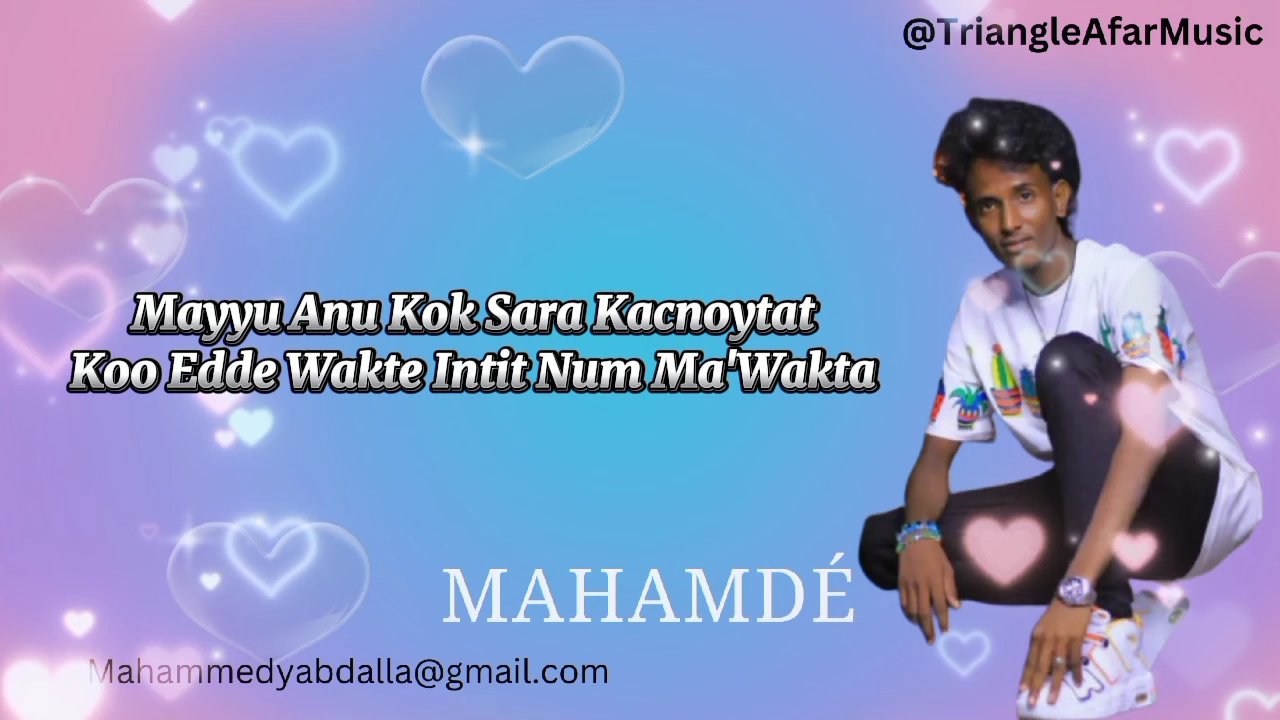 @TriangleAfarMusic
Mayyu Anu Kok Sara Kacnoytat
Koo Edde Wakte Intit Num Ma'Wakta
MAHAMDÉ
Mahammedyabdalla@gmail.com